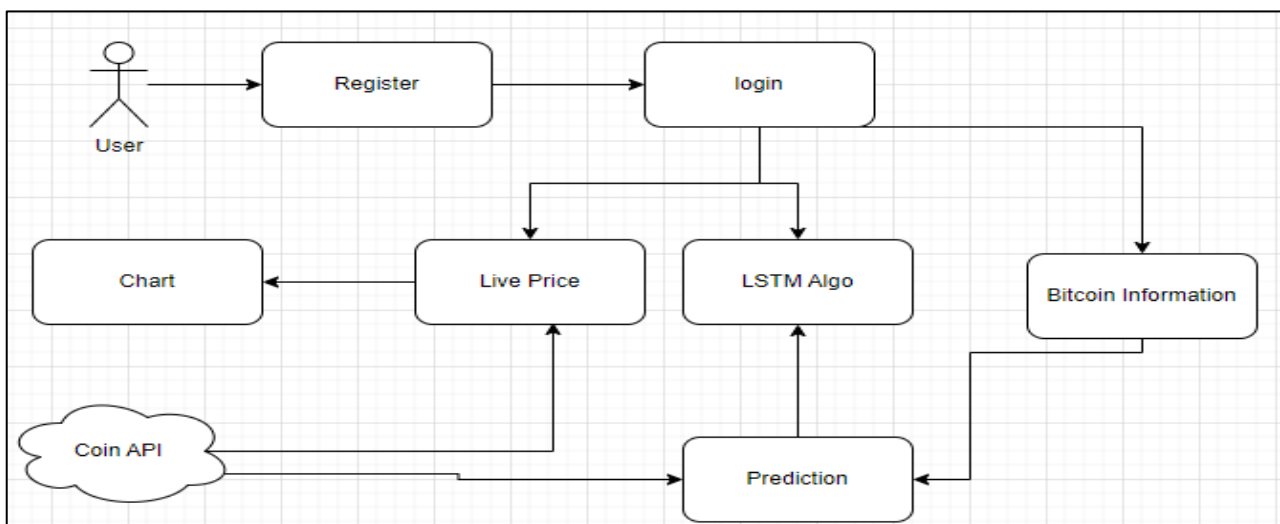 Register
login
User
Chart
Live Price
LSTM Algo
Bitcoin Information
Coin API
Prediction